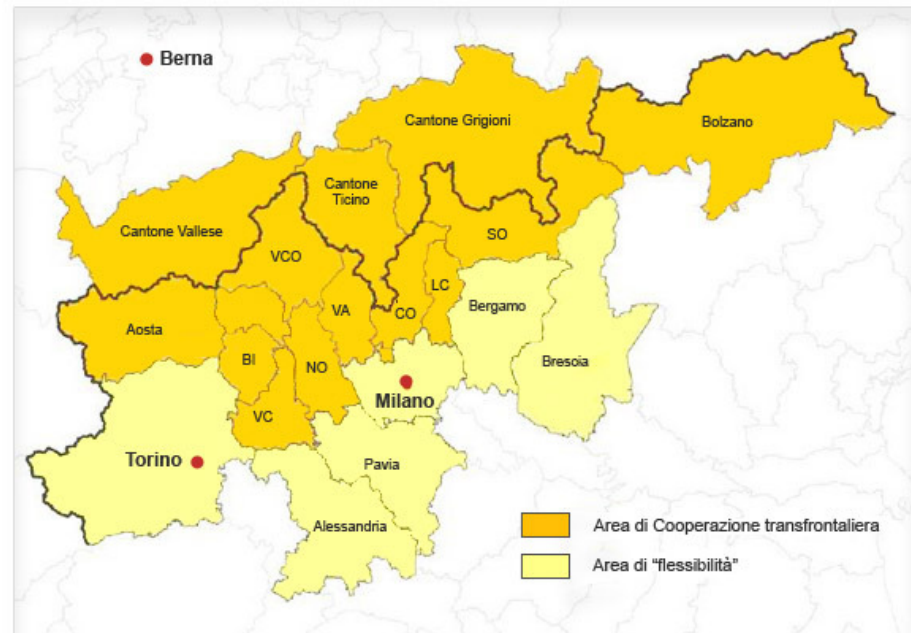 Berna
Cantone Grigioni
Bolzano
Cantone
Ticino
Cantone Vallese
SO
VCO
LC
VA
CO
Bergamo
Aosta
BI
NO
Bresoia
Milano
VC
Torino
Pavia
Alessandria
Area di Cooperazione transfrontaliera
Area di “flessibilità”